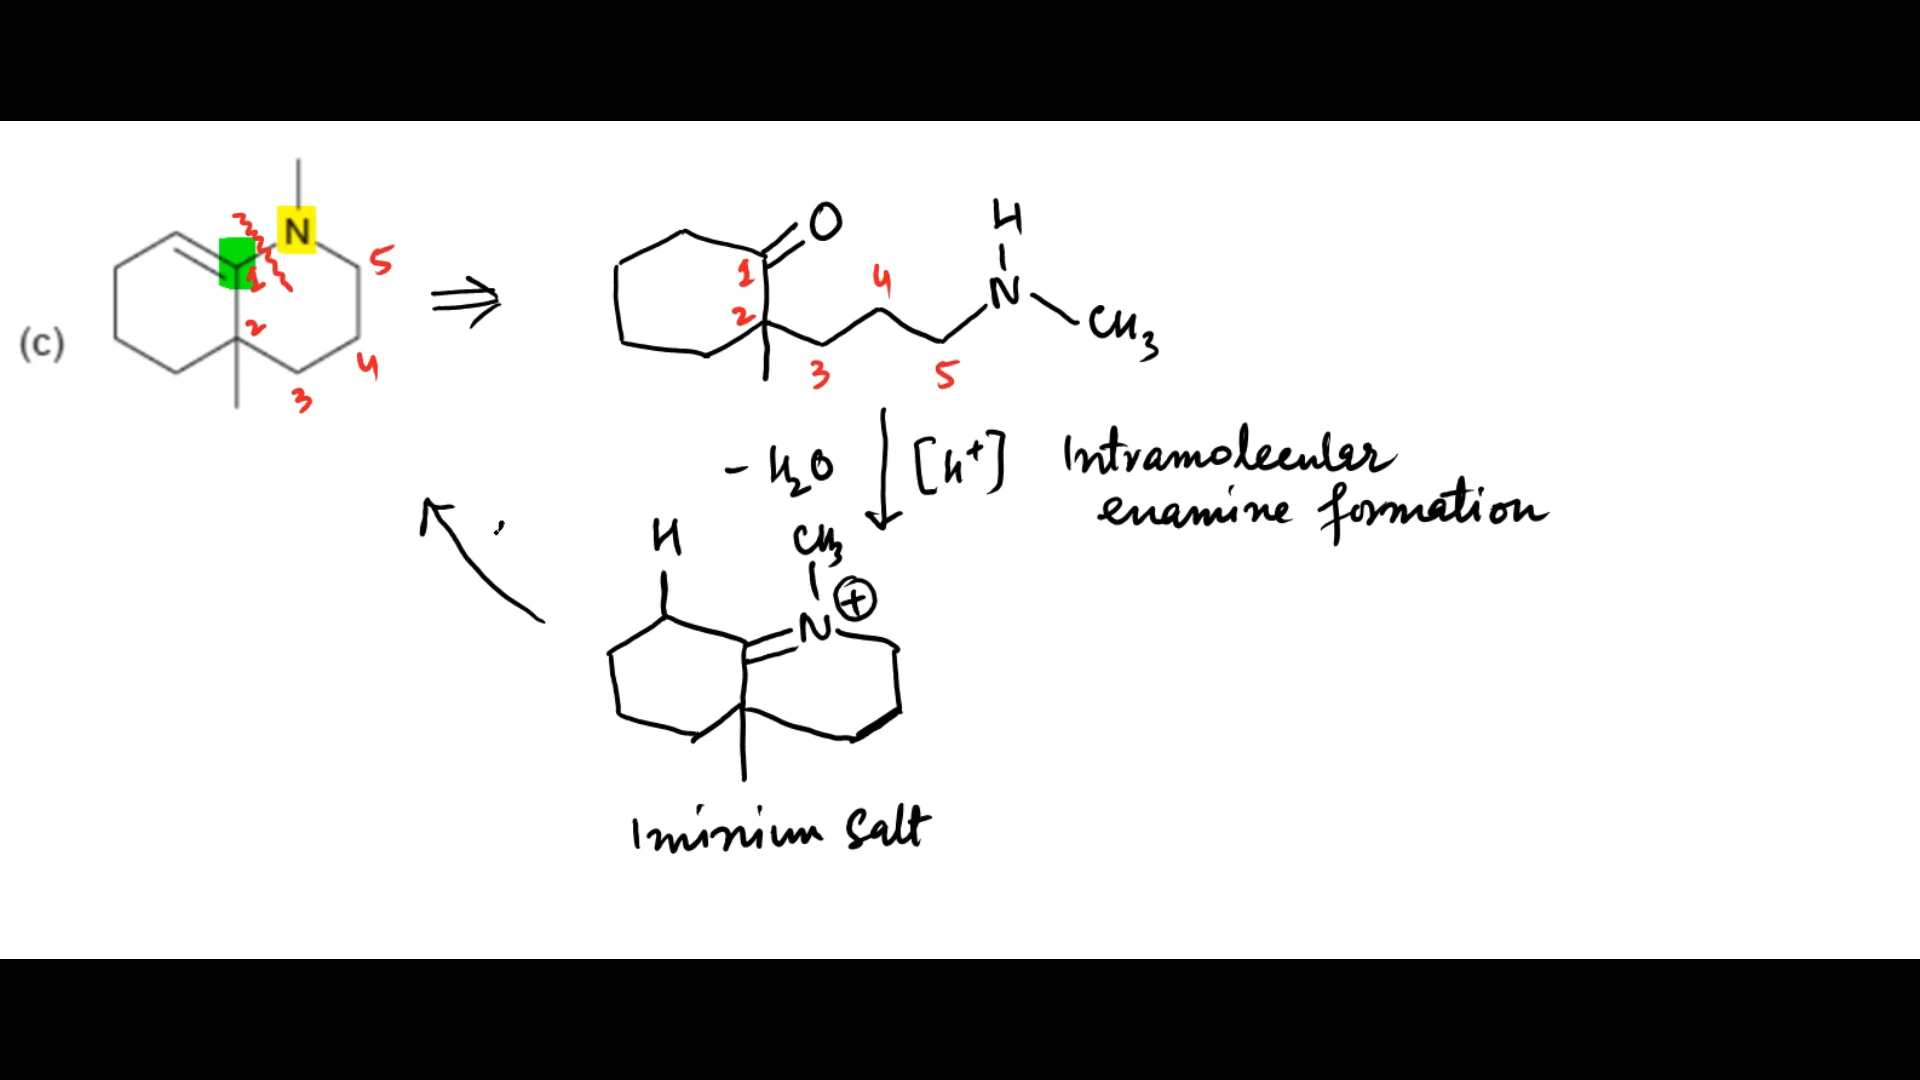 (c)
N
1
2
3
4
5
⇒
O
H
N
CH3
1
2
3
4
5
- H2O
[H+]
Intramolecular
enamine formation
H
CH3
N
+
Iminium Salt